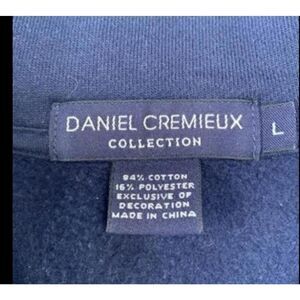 DANIEL CREMIEUX
COLLECTION
L
84% COTTON
16% POLYESTER
EXCLUSIVE OF
DECORATION
MADE IN CHINA